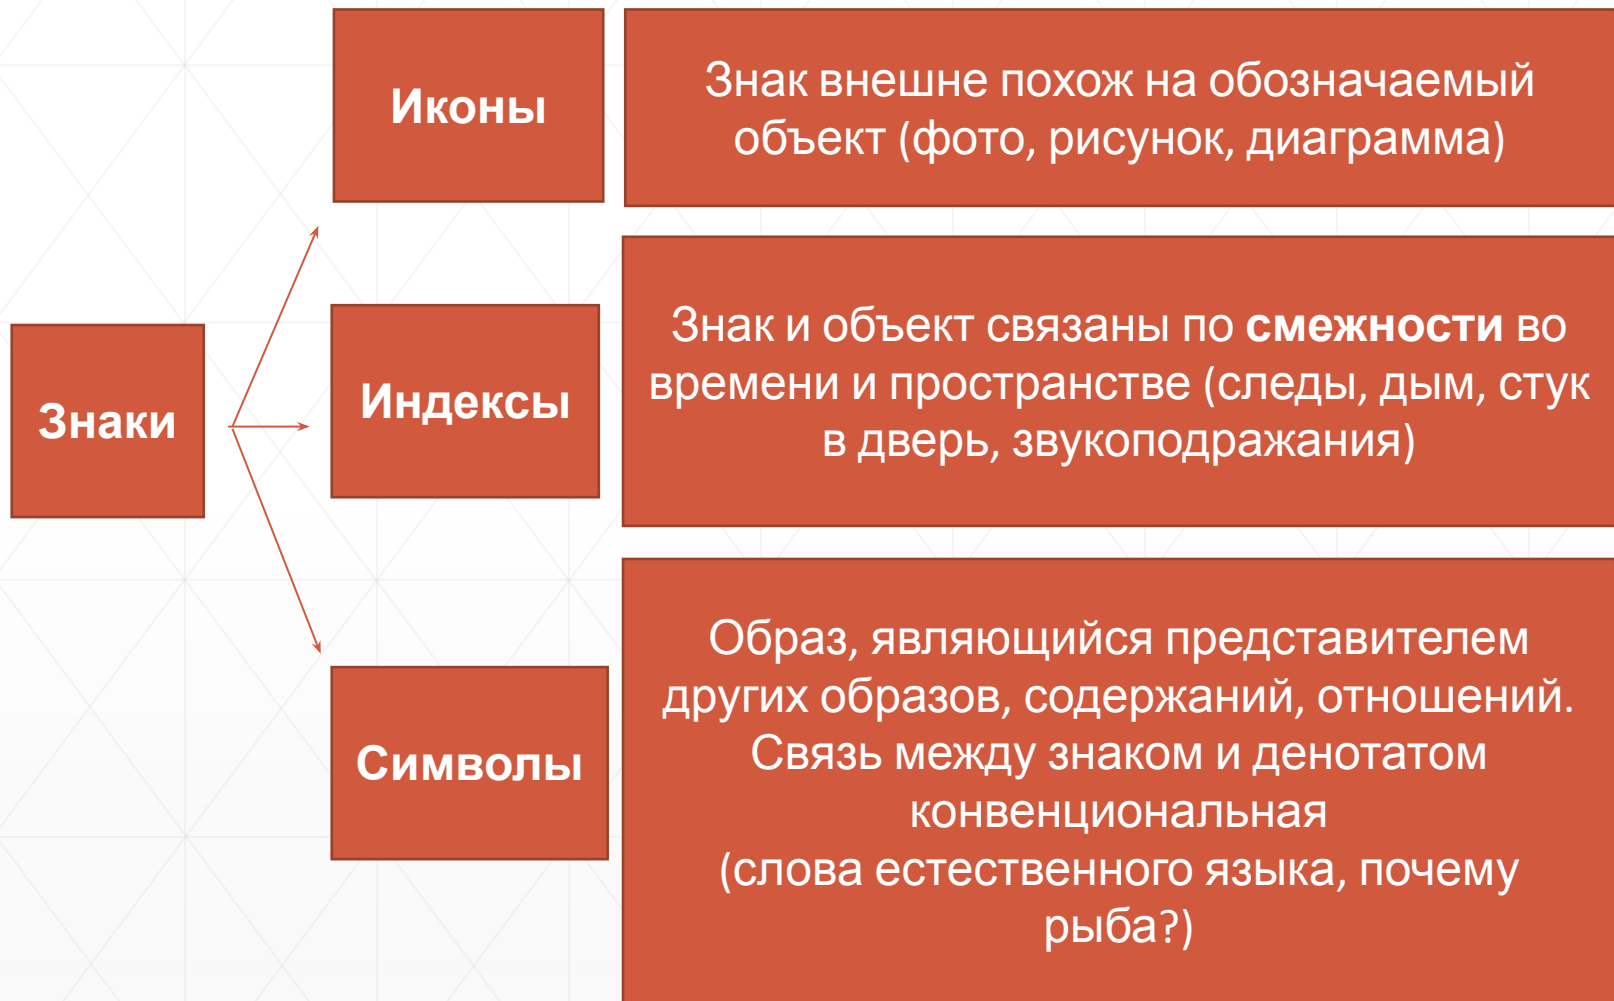 Иконы
Знак внешне похож на обозначаемый
объект (фото, рисунок, диаграмма)
Знаки
Индексы
Знак и объект связаны по смежности во
времени и пространстве (следы, дым, стук
в дверь, звукоподражания)
Символы
Образ, являющийся представителем
других образов, содержаний, отношений.
Связь между знаком и денотатом
конвенциональная
(слова естественного языка, почему
рыба?)